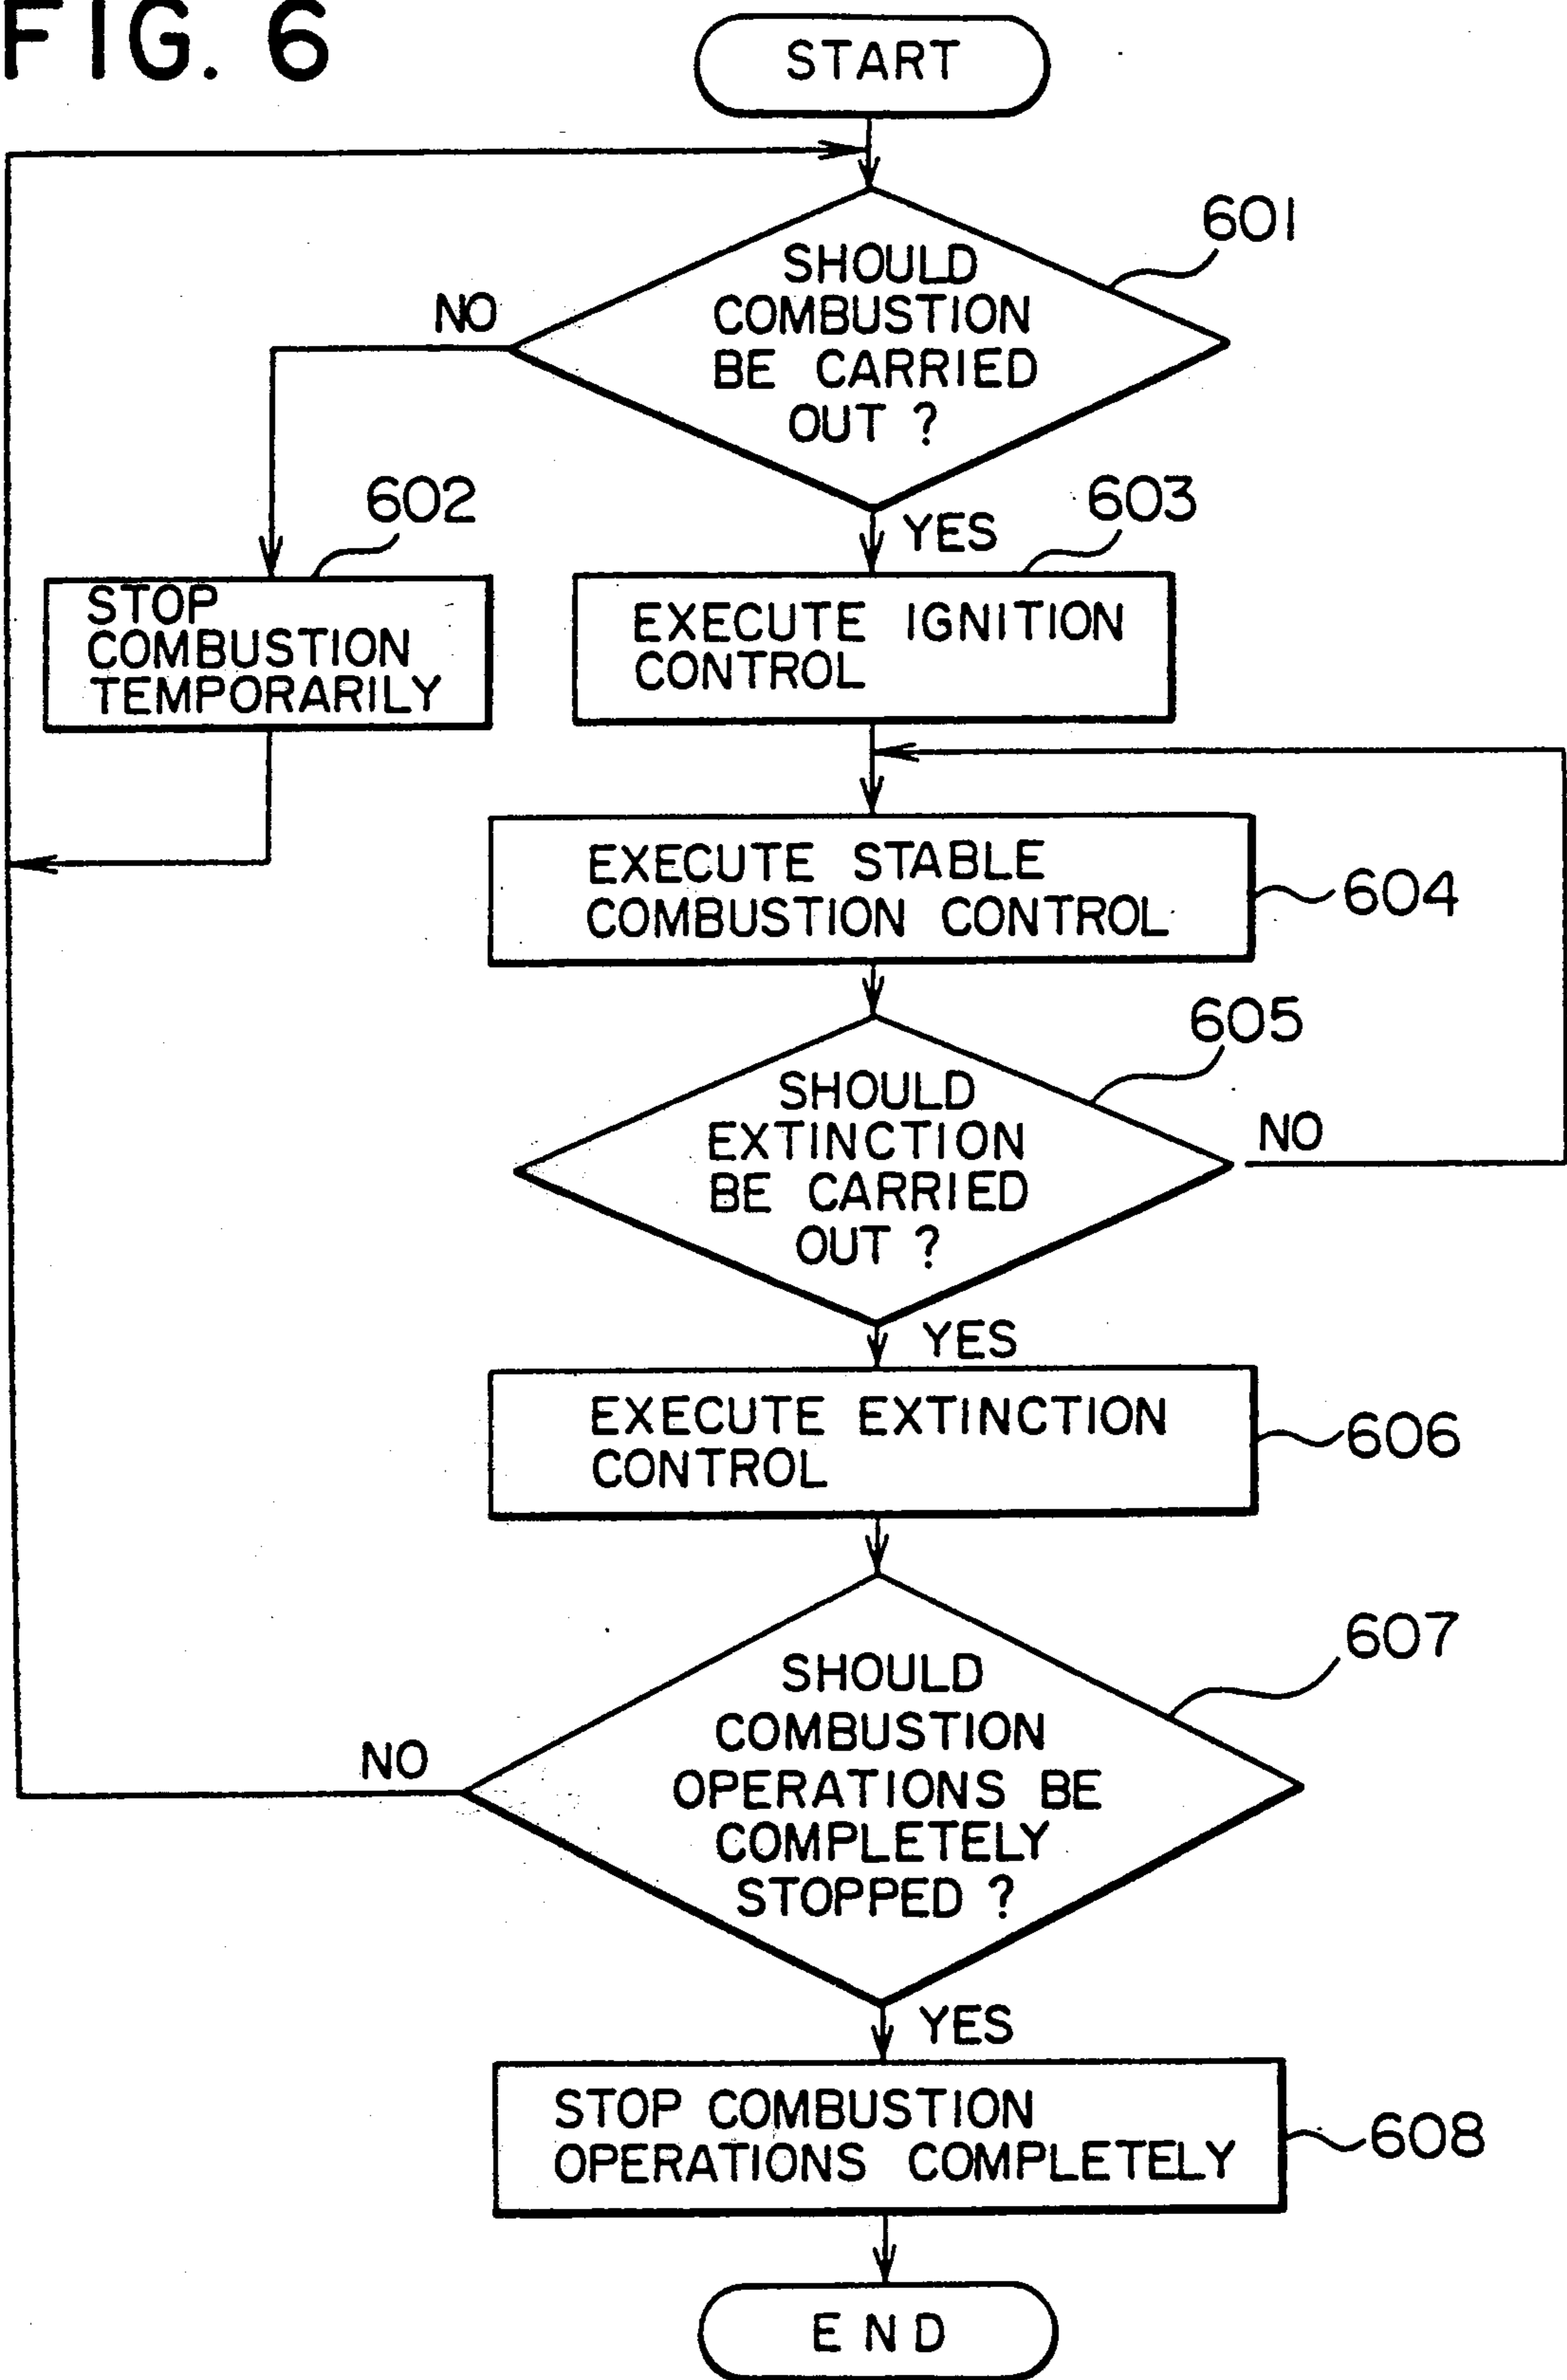 FIG. 6
START
601
SHOULD
COMBUSTION
BE CARRIED
OUT ?
NO
YES
602
STOP
COMBUSTION
TEMPORARILY
603
EXECUTE IGNITION
CONTROL
EXECUTE STABLE
COMBUSTION CONTROL
604
605
SHOULD
EXTINCTION
BE CARRIED
OUT ?
NO
YES
EXECUTE EXTINCTION
CONTROL
606
607
SHOULD
COMBUSTION
OPERATIONS BE
COMPLETELY
STOPPED ?
NO
YES
STOP COMBUSTION
OPERATIONS COMPLETELY
608
END